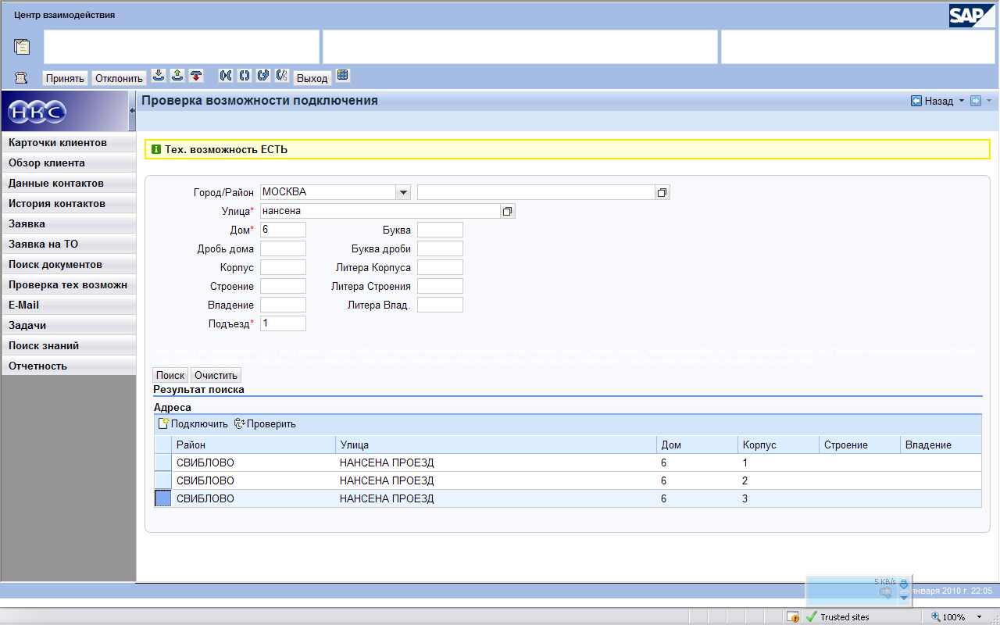 Центр взаимодействия
SAP
Принять Отклонить Выход
НКС
Проверка возможности подключения
Назад
Карточки клиентов
Обзор клиента
Данные контактов
История контактов
Заявка
Заявка на ТО
Поиск документов
Проверка тех возможн
E-Mail
Задачи
Поиск знаний
Отчетность
Тех. возможность ЕСТЬ
Город/Район МОСКВА
Улица* нансена
Дом* 6 Буква
Дробь дома Буква дроби
Корпус Литера Корпуса
Строение Литера Строения
Владение Литера Влад.
Подъезд* 1
Поиск Очистить
Результат поиска
Адреса
Подключить Проверить
Район Улица Дом Корпус Строение Владение
СВИБЛОВО НАНСЕНА ПРОЕЗД 6 1
СВИБЛОВО НАНСЕНА ПРОЕЗД 6 2
СВИБЛОВО НАНСЕНА ПРОЕЗД 6 3
5 KB/s
января 2010 г. 22:05
Trusted sites 100%